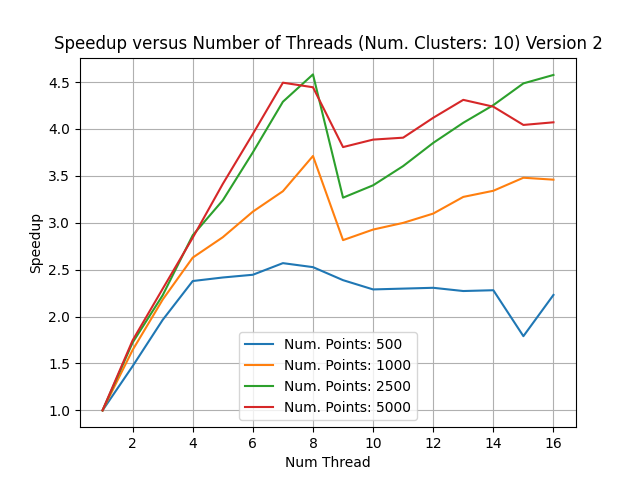 Speedup versus Number of Threads (Num. Clusters: 10) Version 2
4.5
4.0
3.5
3.0
2.5
2.0
1.5
1.0
Speedup
Num. Points: 500
Num. Points: 1000
Num. Points: 2500
Num. Points: 5000
2 4 6 8 10 12 14 16
Num Thread